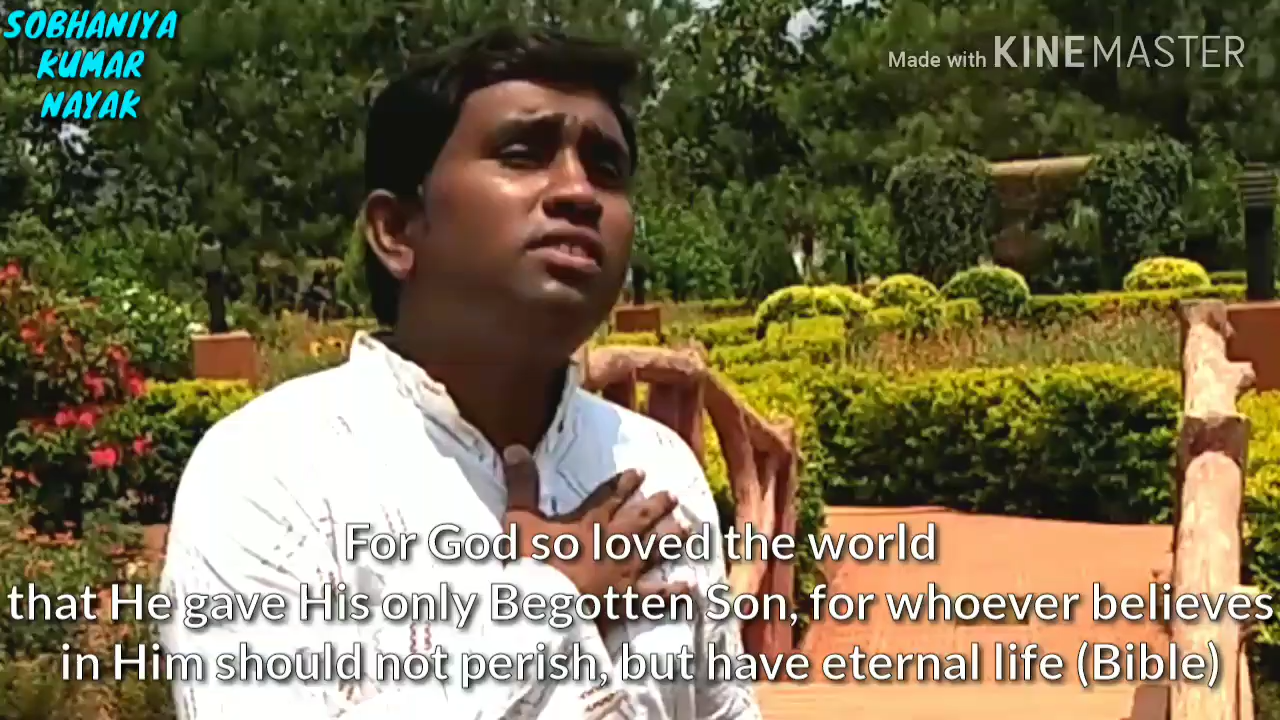 SOBHANIYA
KUMAR
NAYAK
Made with KINEMASTER
For God so loved the world
that He gave His only Begotten Son, for whoever believes
in Him should not perish, but have eternal life (Bible)